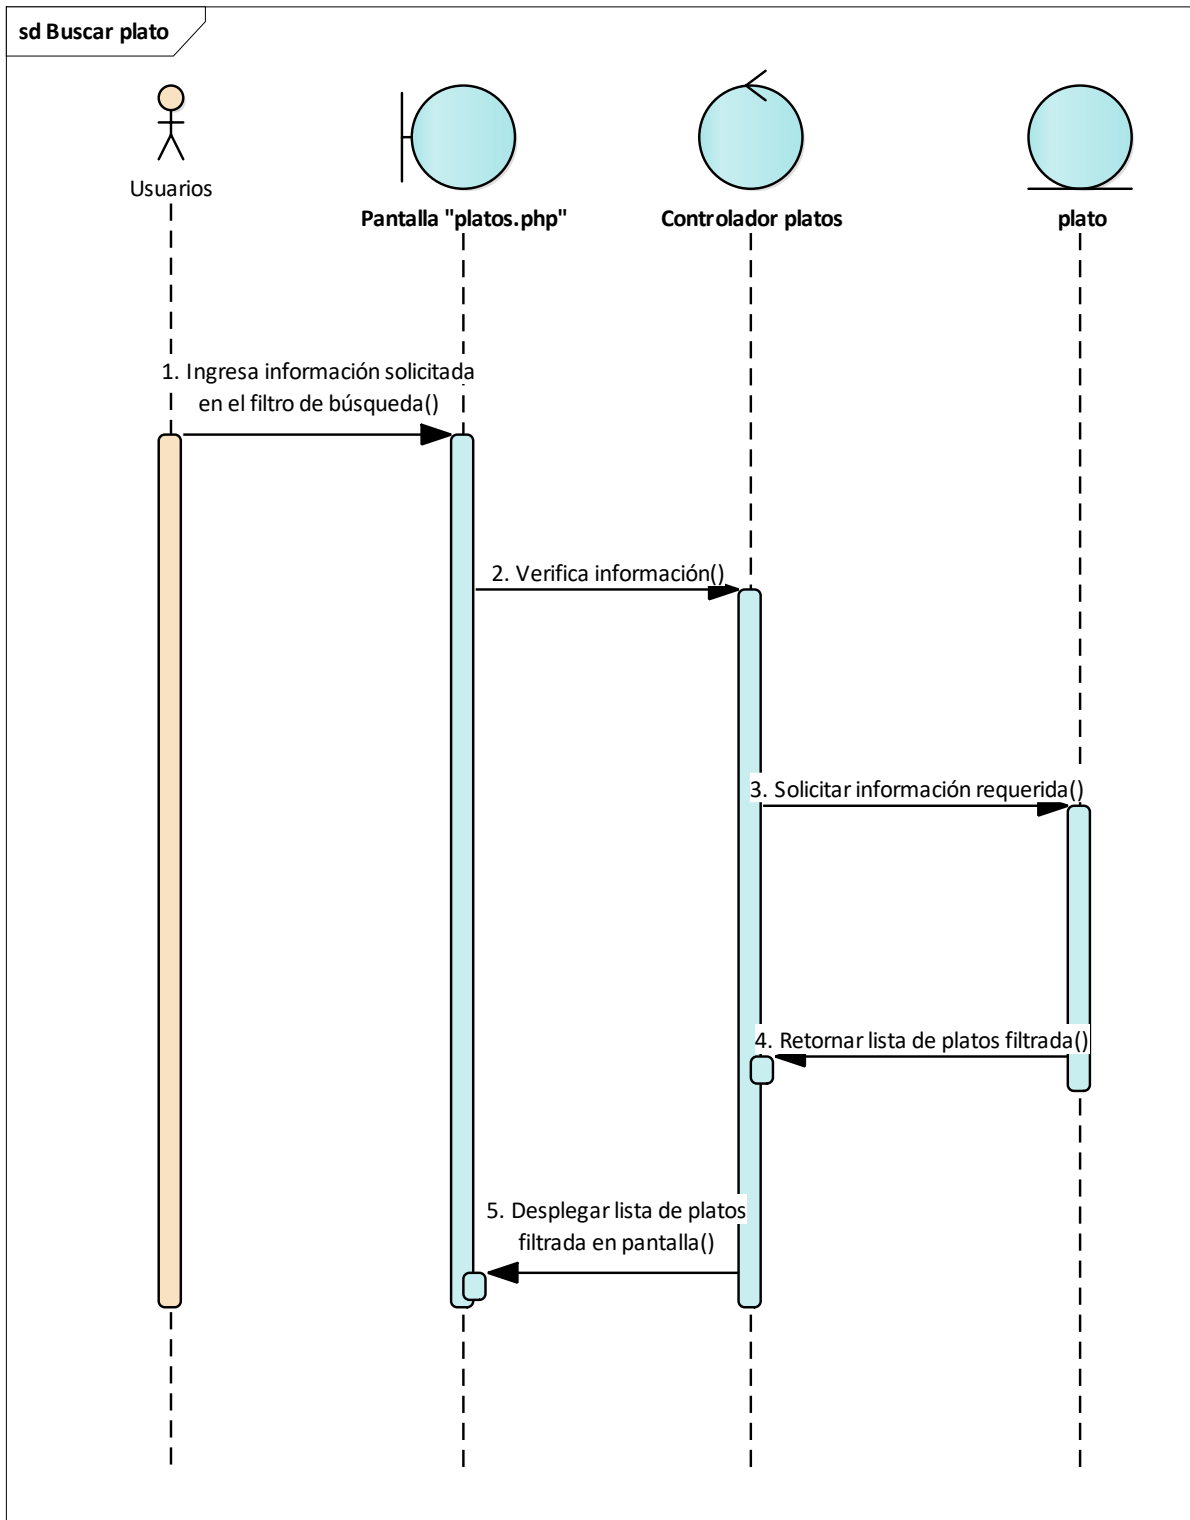 sd Buscar plato
Usuarios
Pantalla "platos.php"
Controlador platos
plato
1. Ingresa información solicitada
en el filtro de búsqueda()
2. Verifica información()
3. Solicitar información requerida()
4. Retornar lista de platos filtrada()
5. Desplegar lista de platos
filtrada en pantalla()